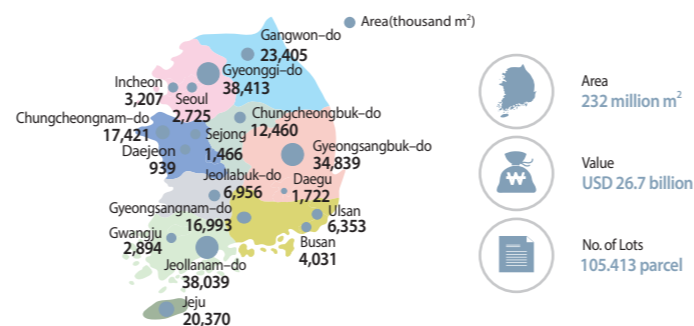 Area(thousand m²)
Gangwon–do
23,405
Gyeonggi–do
38,413
Incheon
3,207
Seoul
2,725
Chungcheongbuk–do
12,460
Chungcheongnam–do
17,421
Sejong
1,466
Daejeon
939
Gyeongsangbuk–do
34,839
Jeollabuk–do
6,956
Daegu
1,722
Gyeongsangnam–do
16,993
Ulsan
6,353
Gwangju
2,894
Busan
4,031
Jeollanam–do
38,039
Jeju
20,370
Area
232 million m²
₩
Value
USD 26.7 billion
No. of Lots
105.413 parcel